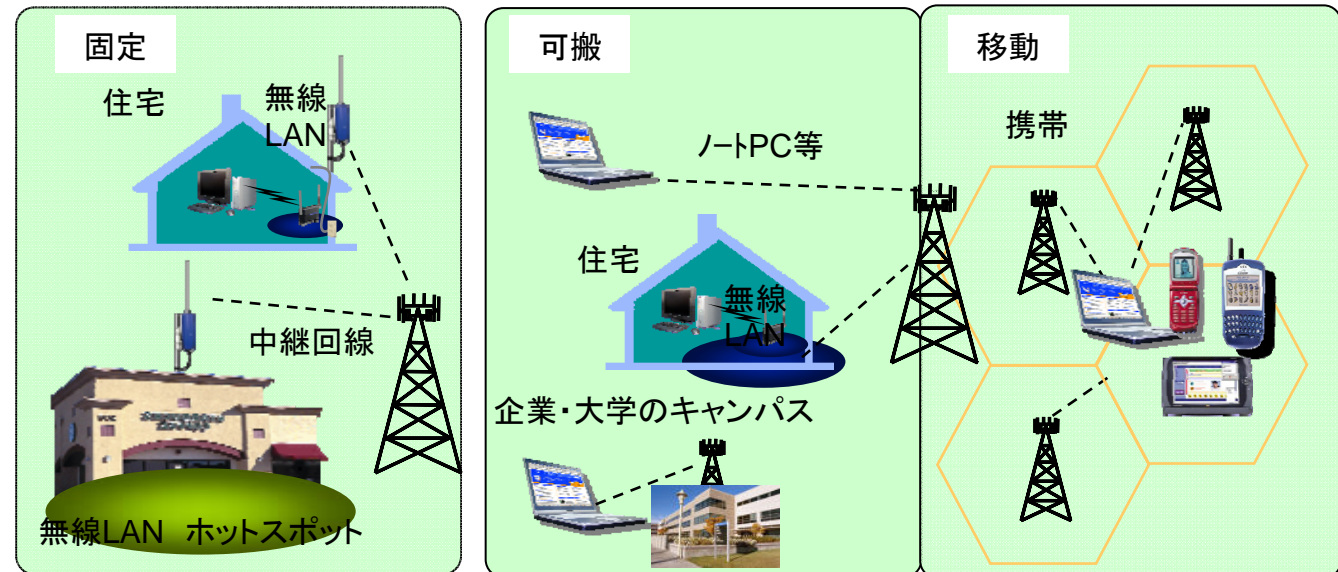 固定
住宅
無線
LAN
中継回線
無線LAN ホットスポット
可搬
ノートPC等
住宅
無線
LAN
企業・大学のキャンパス
移動
携帯